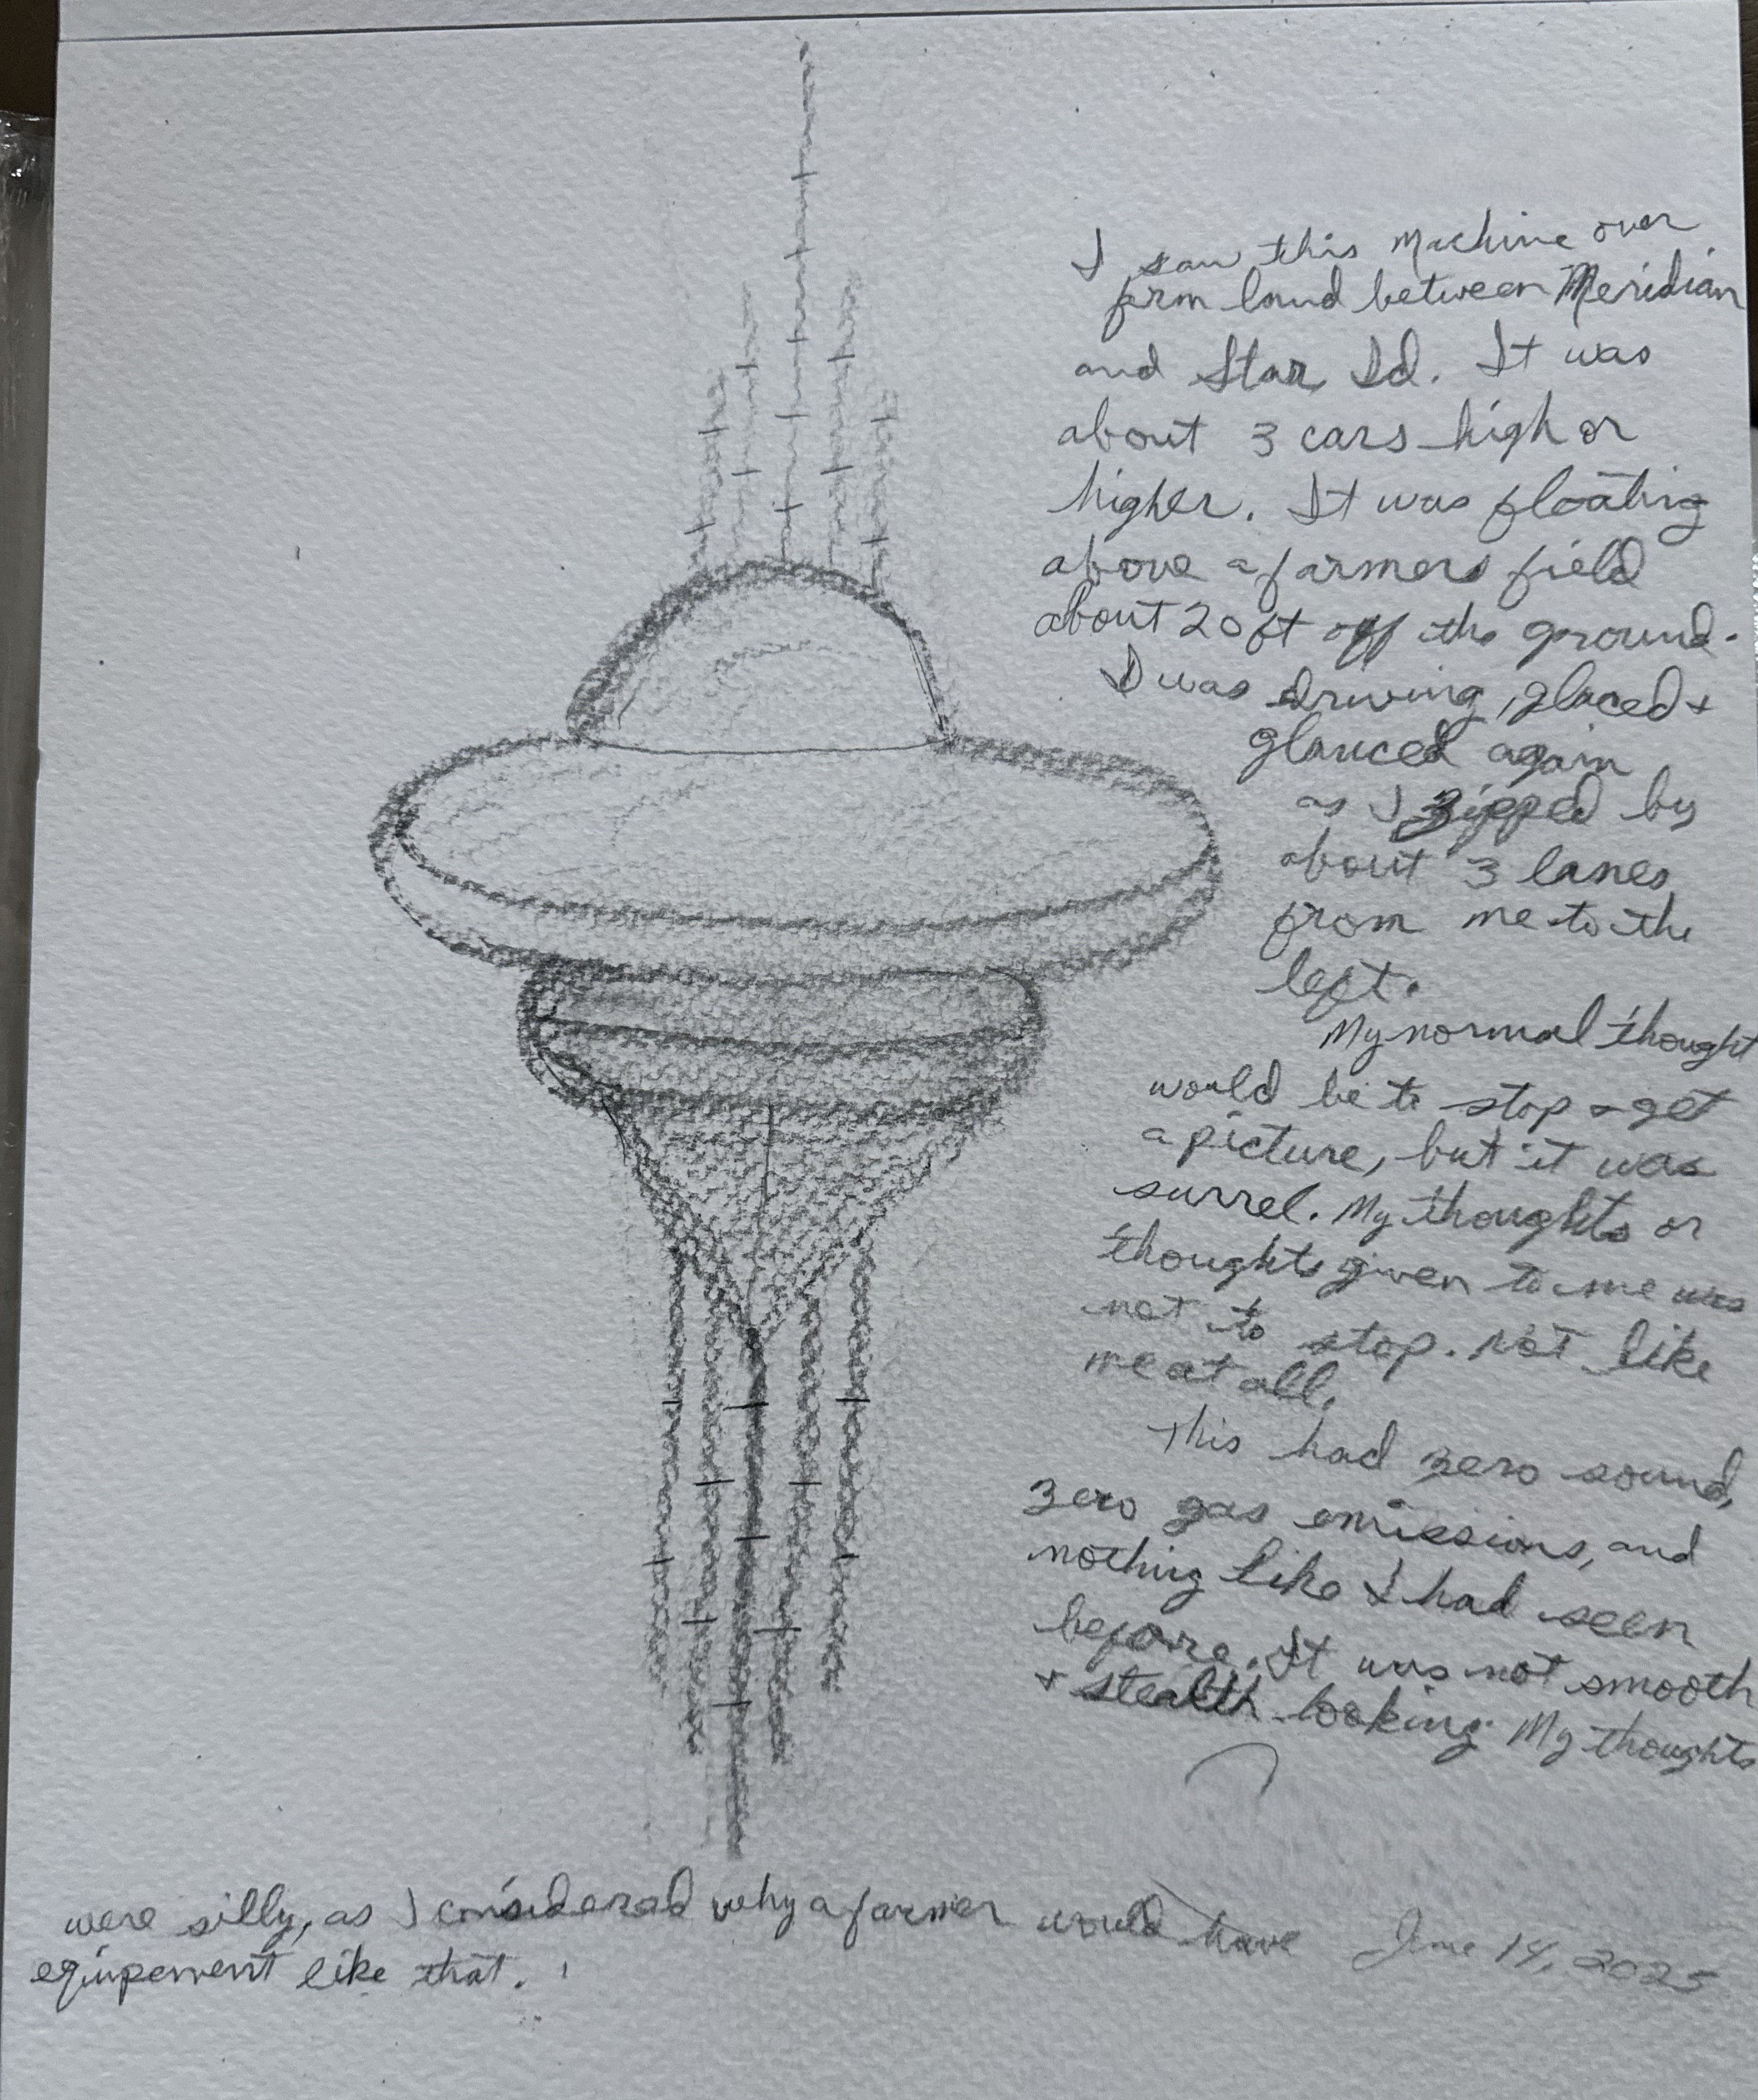 I saw this machine over
farm land between Meridian
and Star Id. It was
about 3 cars high or
higher. It was floating
above a farmers field
about 20ft off the ground.
I was driving, glaced +
glanced again
as I zipped by
about 3 lanes
from me to the
left.
My normal thought
would be to stop + get
a picture, but it was
surrel. My thoughts or
thoughts given to me was
not to stop. Not like
me at all.
This had zero sound,
zero gas emissions, and
nothing like I had seen
before. It was not smooth
+ stealth looking. My thoughts
were silly, as I considerad why a farmer would have
eqinpement like that.
June 14, 2025